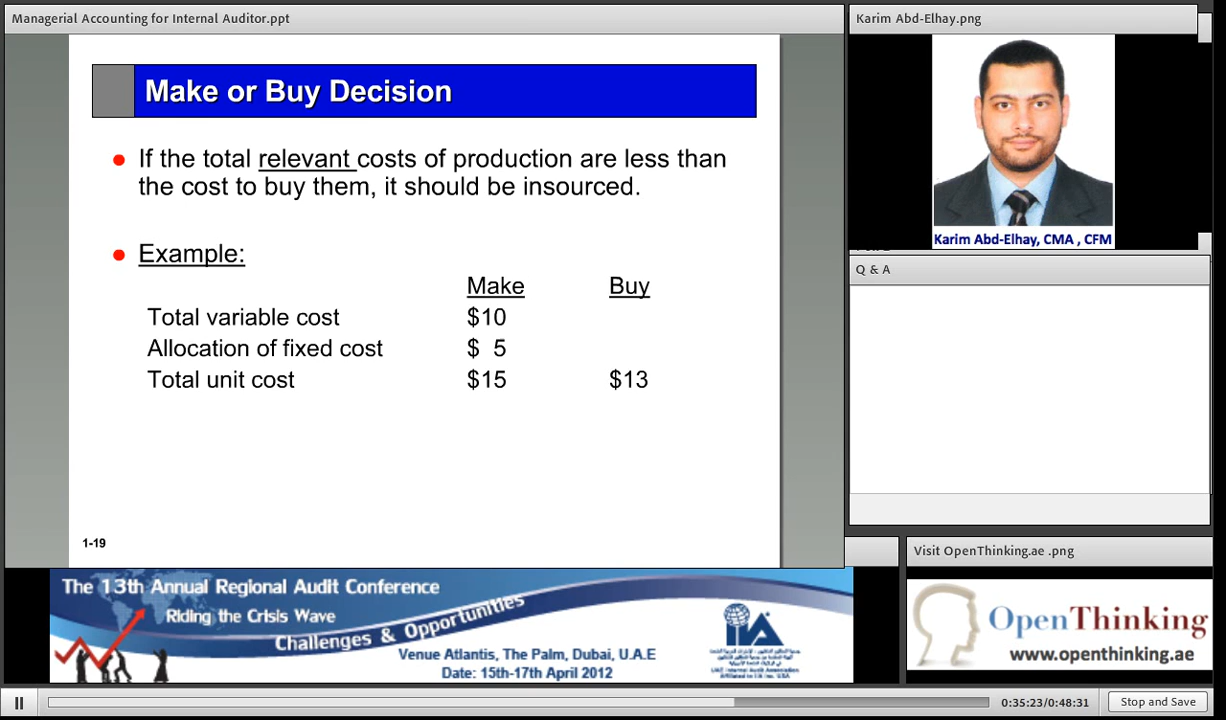 Managerial Accounting for Internal Auditor.ppt
Make or Buy Decision
If the total relevant costs of production are less than
the cost to buy them, it should be insourced.
Example:
Make Buy
Total variable cost $10
Allocation of fixed cost $ 5
Total unit cost $15 $13
1-19
Karim Abd-Elhay.png
Karim Abd-Elhay, CMA , CFM
Q & A
Visit OpenThinking.ae .png
OpenThinking
www.openthinking.ae
The 13th Annual Regional Audit Conference
Riding the Crisis Wave
Challenges & Opportunities
Venue Atlantis, The Palm, Dubai, U.A.E
Date: 15th-17th April 2012
IIA
0:35:23/0:48:31
Stop and Save